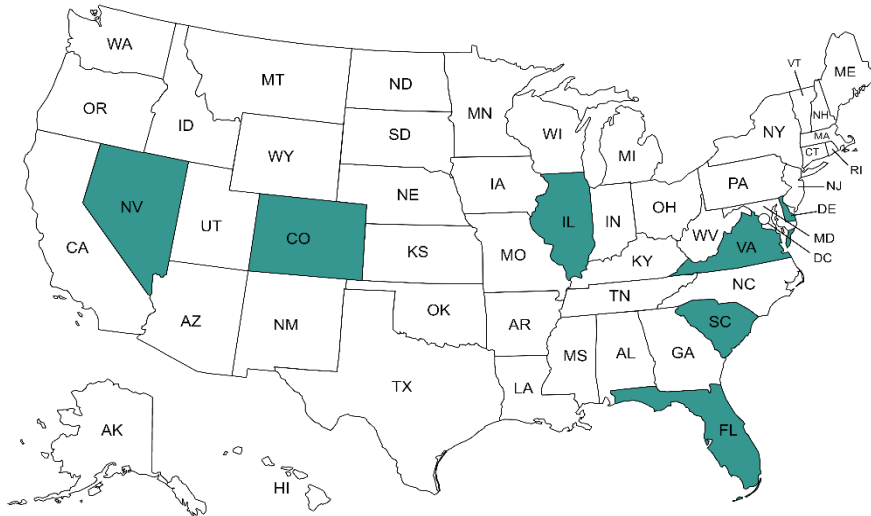 WA
MT
ND
MN
VT
ME
OR
ID
SD
WI
NY
NH
WY
MI
MA
CT
RI
NV
NE
IA
PA
NJ
UT
CO
IL
IN
OH
DE
CA
KS
MO
WV
VA
MD
KY
DC
AZ
NM
OK
AR
TN
NC
SC
TX
MS
AL
GA
LA
AK
FL
HI